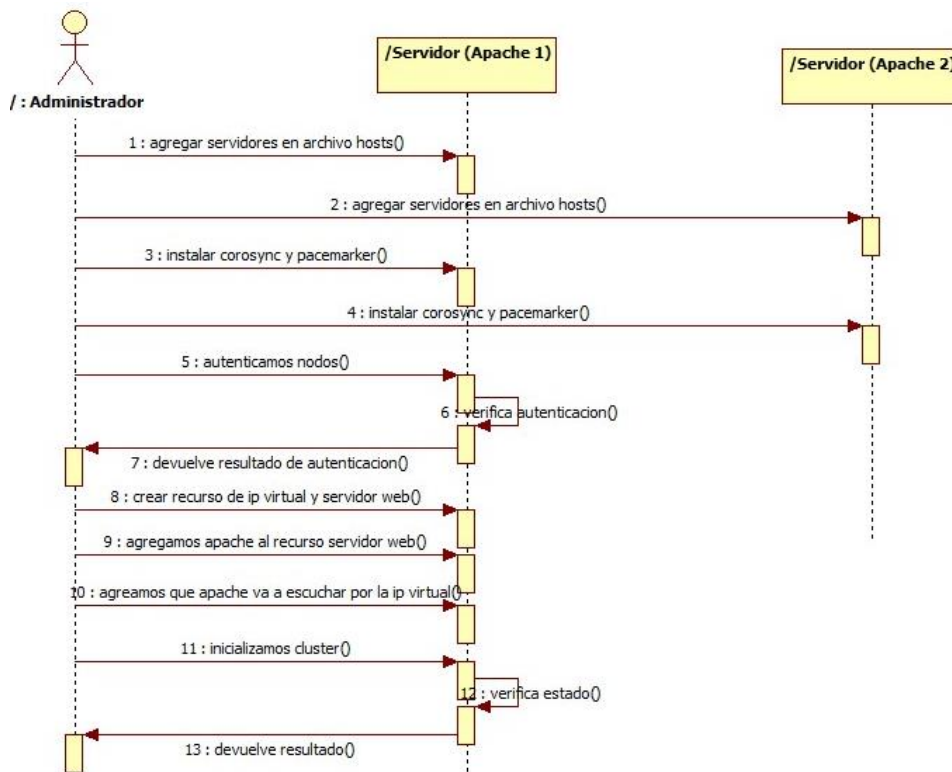 /Servidor (Apache 1)
/Servidor (Apache 2)
/ : Administrador
1 : agregar servidores en archivo hosts()
2 : agregar servidores en archivo hosts()
3 : instalar corosync y pacemarker()
4 : instalar corosync y pacemarker()
5 : autenticamos nodos()
6 : verifica autenticacion()
7 : devuelve resultado de autenticacion()
8 : crear recurso de ip virtual y servidor web()
9 : agregamos apache al recurso servidor web()
10 : agreamos que apache va a escuchar por la ip virtual()
11 : inicializamos cluster()
12 : verifica estado()
13 : devuelve resultado()